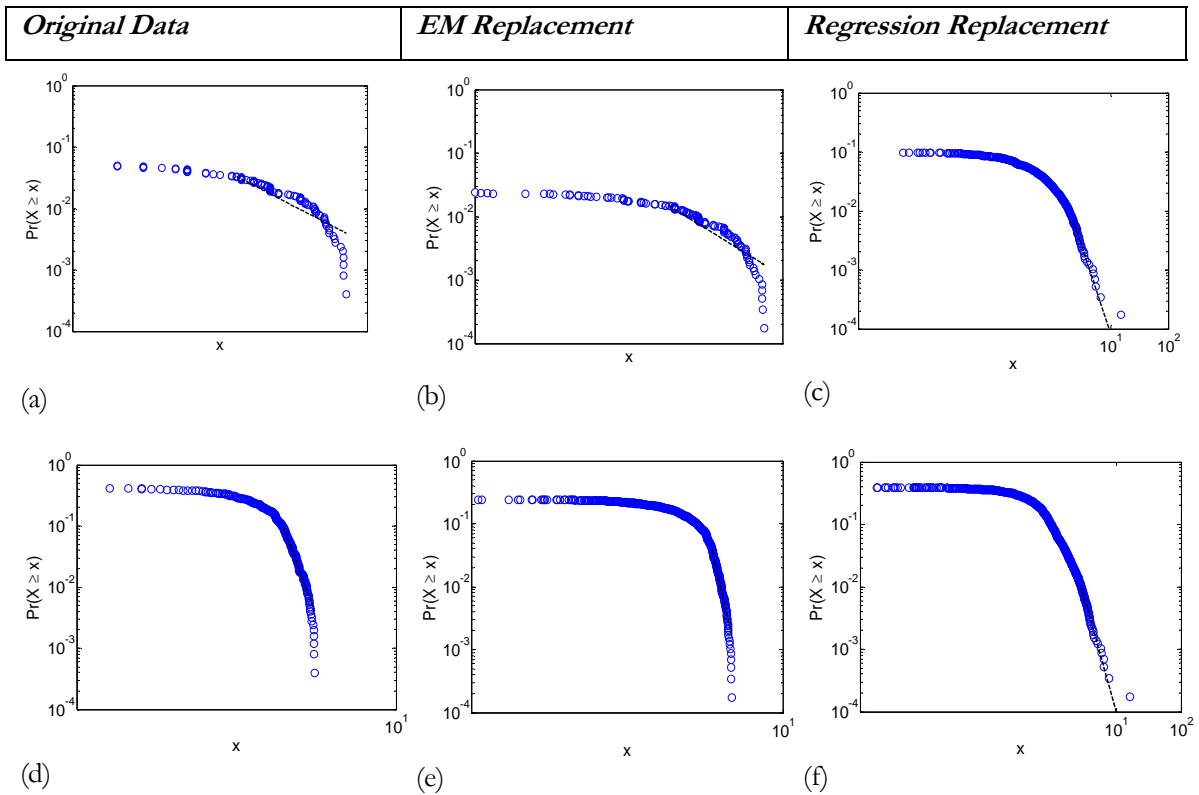 Original Data EM Replacement Regression Replacement
10^0
10^-1
10^-2
10^-3
10^-4
Pr(X ≥ x)
x
(a)
10^0
10^-1
10^-2
10^-3
10^-4
Pr(X ≥ x)
x
(b)
10^0
10^-1
10^-2
10^-3
10^-4
Pr(X ≥ x)
10^1 10^2
x
(c)
10^0
10^-1
10^-2
10^-3
10^-4
Pr(X ≥ x)
10^1
x
(d)
10^0
10^-1
10^-2
10^-3
10^-4
Pr(X ≥ x)
10^1
x
(e)
10^0
10^-1
10^-2
10^-3
10^-4
Pr(X ≥ x)
10^1 10^2
x
(f)